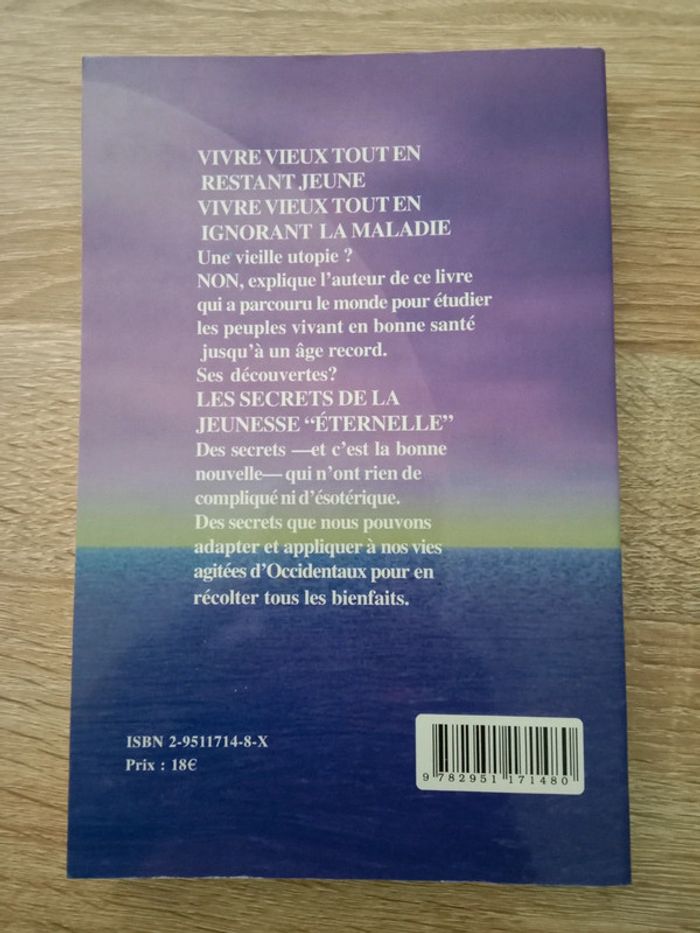 VIVRE VIEUX TOUT EN
RESTANT JEUNE
VIVRE VIEUX TOUT EN
IGNORANT LA MALADIE
Une vieille utopie ?
NON, explique l'auteur de ce livre
qui a parcouru le monde pour étudier
les peuples vivant en bonne santé
jusqu'à un âge record.
Ses découvertes?
LES SECRETS DE LA
JEUNESSE “ÉTERNELLE”
Des secrets —et c'est la bonne
nouvelle— qui n'ont rien de
compliqué ni d'ésotérique.
Des secrets que nous pouvons
adapter et appliquer à nos vies
agitées d'Occidentaux pour en
récolter tous les bienfaits.
ISBN 2-9511714-8-X
Prix : 18€
9 782951 171480